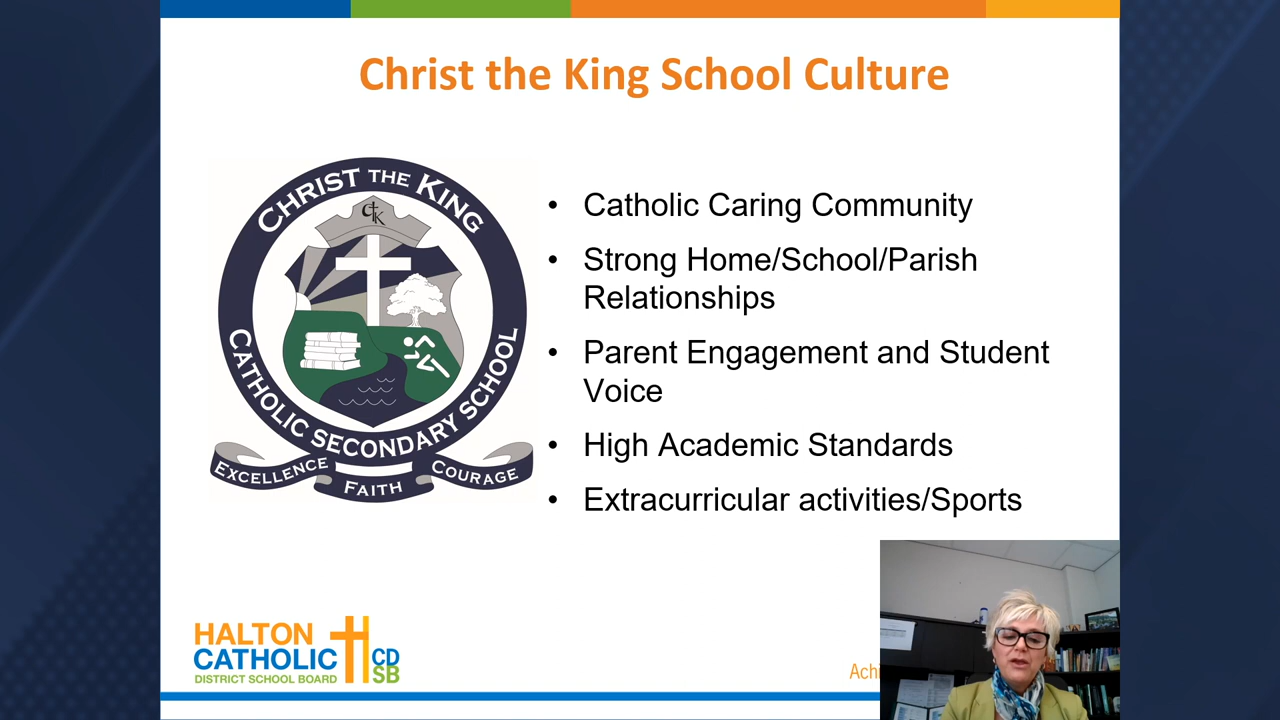 Christ the King School Culture
CHRIST THE KING
CtK
CATHOLIC SECONDARY SCHOOL
EXCELLENCE
FAITH
COURAGE
• Catholic Caring Community
• Strong Home/School/Parish
Relationships
• Parent Engagement and Student
Voice
• High Academic Standards
• Extracurricular activities/Sports
HALTON
CATHOLIC CD
DISTRICT SCHOOL BOARD SB
Achi